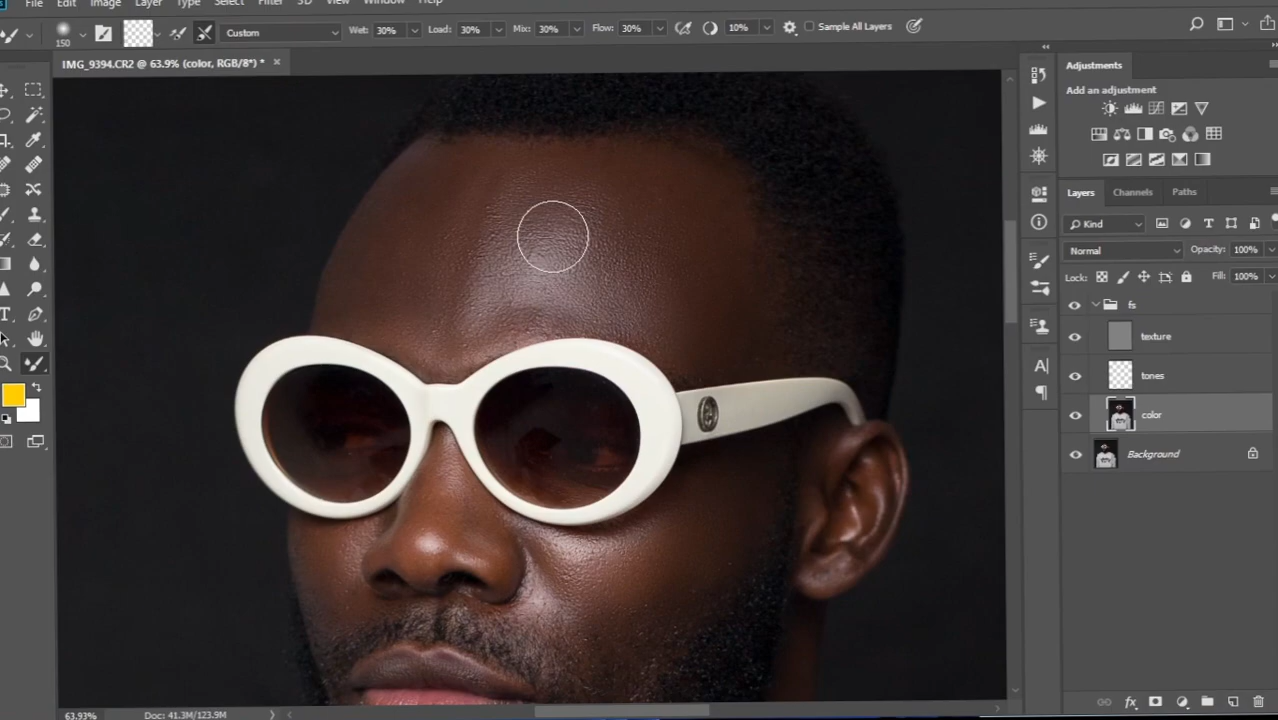 File Edit Image Layer Type Select Filter 3D View Window Help
150 Custom Wet: 30% Load: 30% Mix: 30% Flow: 30% 10% Sample All Layers
IMG_9394.CR2 @ 63.9% (color, RGB/8*) *
Adjustments
Add an adjustment
Layers Channels Paths
Kind
Normal Opacity: 100%
Lock: Fill: 100%
fs
texture
tones
color
Background
63.93% Doc: 41.3M/123.9M